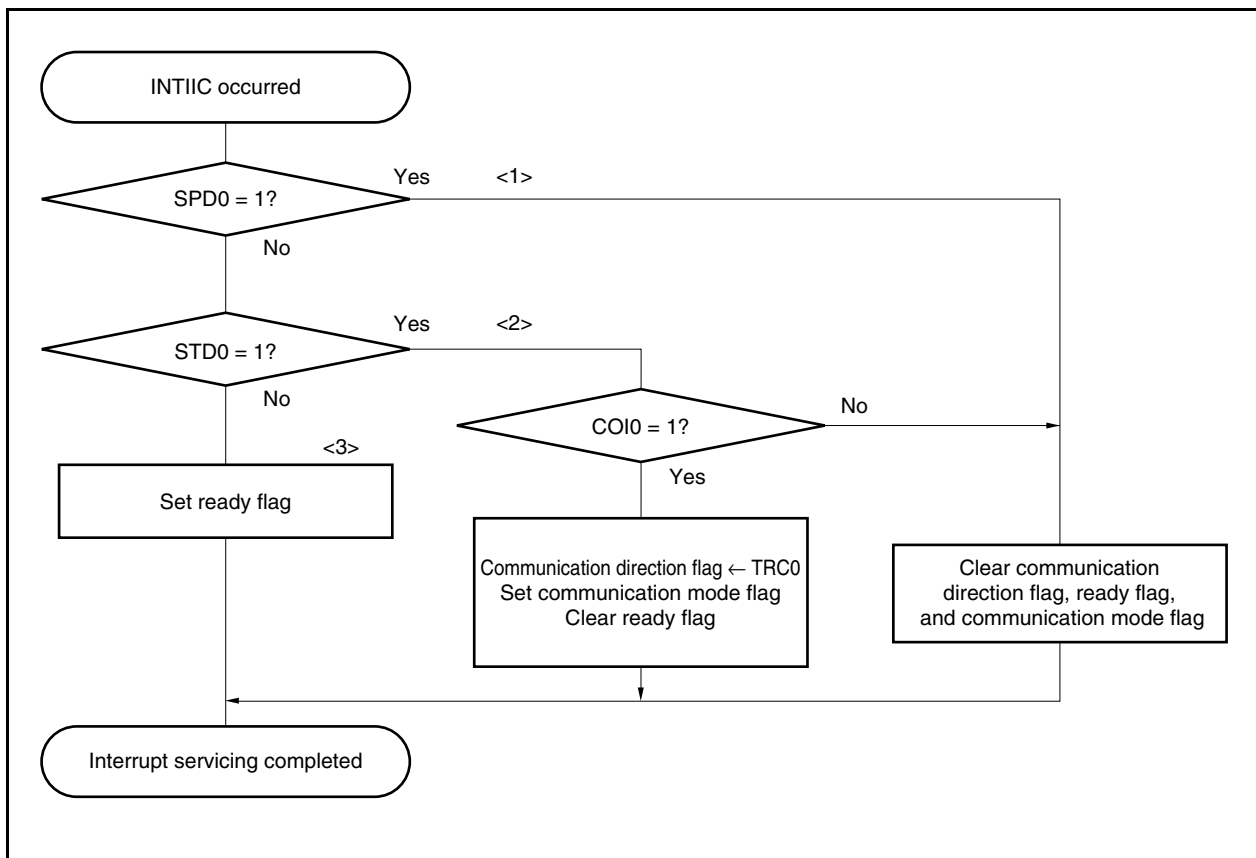 INTIIC occurred
Yes
<1>
SPD0 = 1?
No
Yes
<2>
STD0 = 1?
No
COI0 = 1?
No
Yes
<3>
Set ready flag
Communication direction flag ← TRC0
Set communication mode flag
Clear ready flag
Clear communication
direction flag, ready flag,
and communication mode flag
Interrupt servicing completed